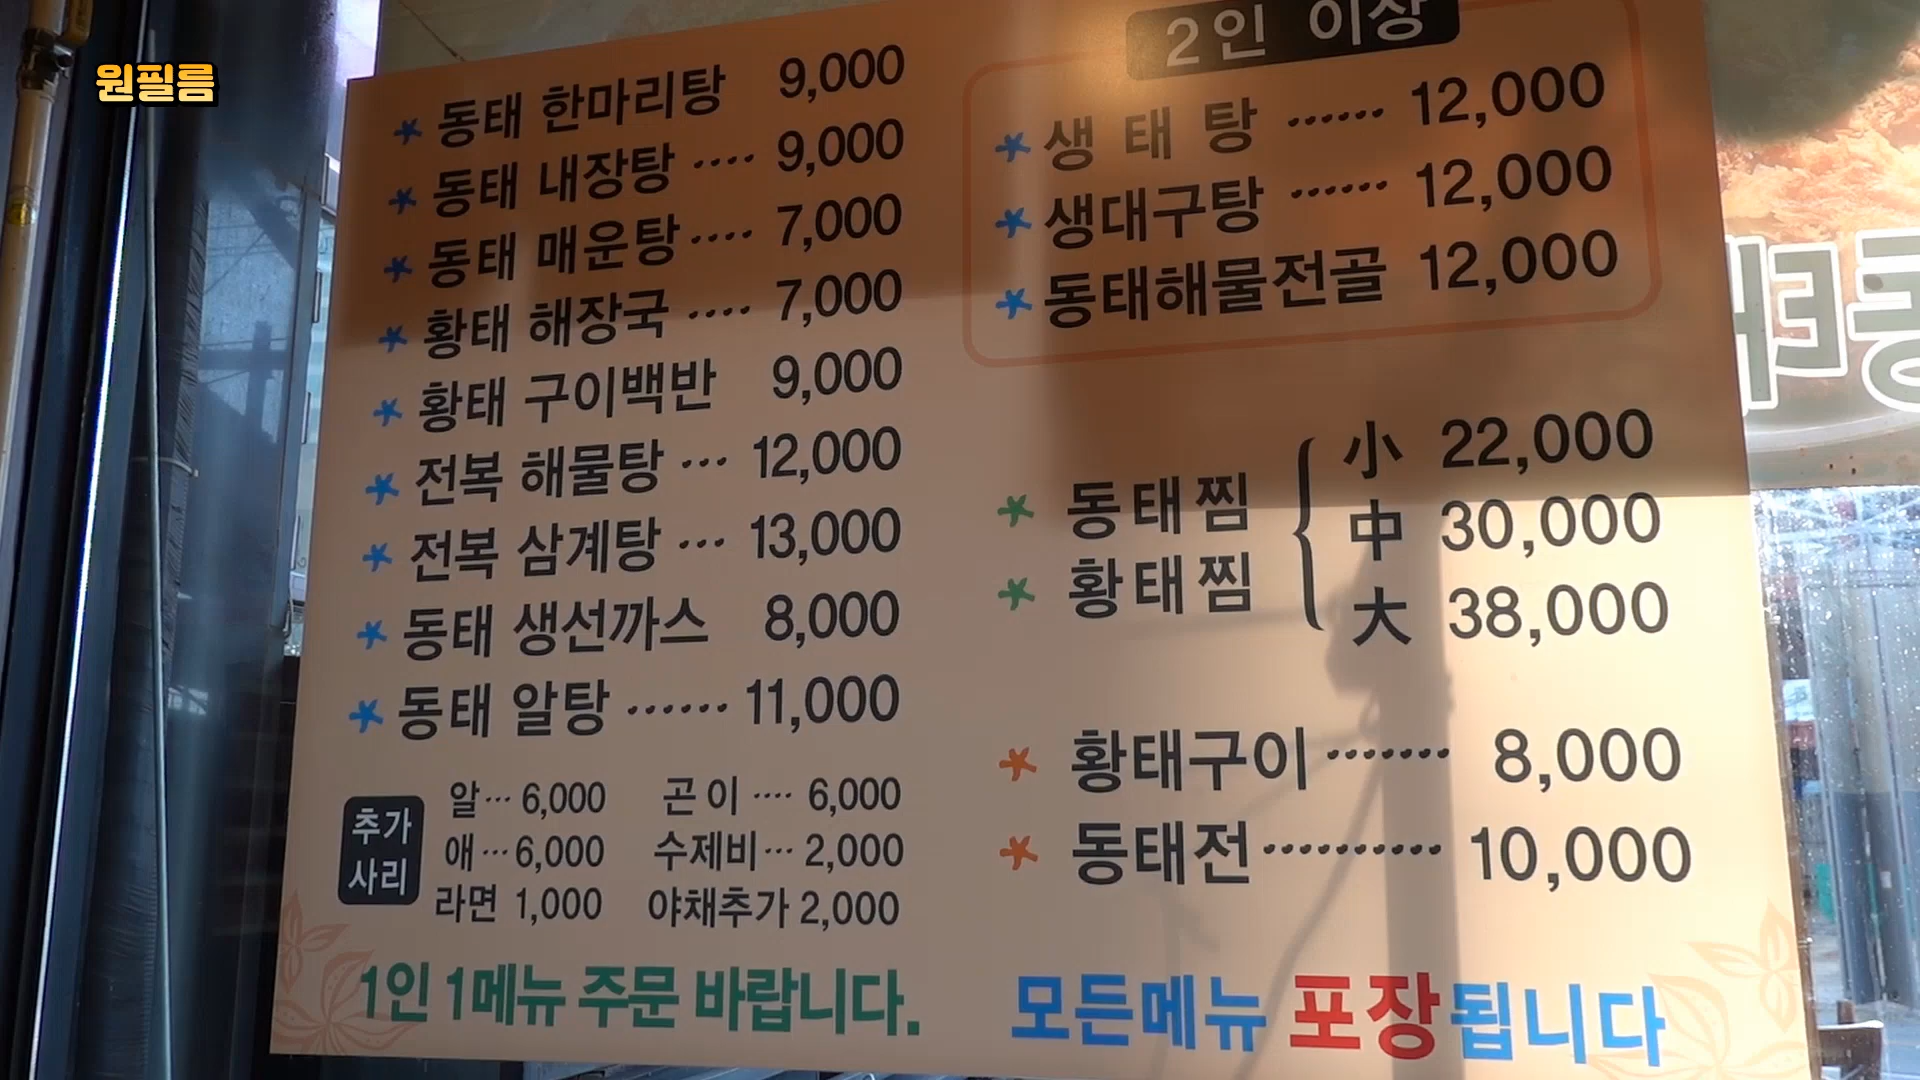 원필름
동태 한마리탕 9,000
동태 내장탕 ···· 9,000
동태 매운탕 ···· 7,000
황태 해장국 ···· 7,000
황태 구이백반 9,000
전복 해물탕 ··· 12,000
전복 삼계탕 ··· 13,000
동태 생선까스 8,000
동태 알탕 ······ 11,000
추가 사리
알 ··· 6,000 곤이 ···· 6,000
애 ··· 6,000 수제비 ··· 2,000
라면 1,000 야채추가 2,000
1인 1메뉴 주문 바랍니다.
2인 이상
생태탕 ······ 12,000
생대구탕 ······ 12,000
동태해물전골 12,000
동태찜
황태찜
小 22,000
中 30,000
大 38,000
황태구이 ······· 8,000
동태전 ·········· 10,000
모든메뉴 포장됩니다